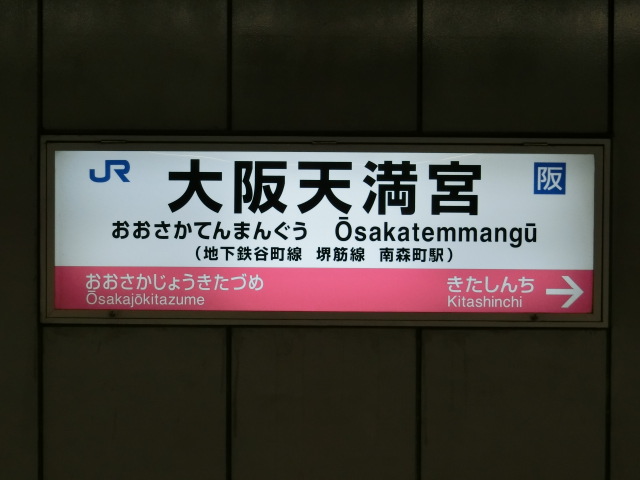 JR 大阪天満宮 阪
おおさかてんまんぐう Ōsakatemmangū
(地下鉄谷町線 堺筋線 南森町駅)
おおさかじょうきたづめ きたしんち
Ōsakajōkitazume Kitashinchi